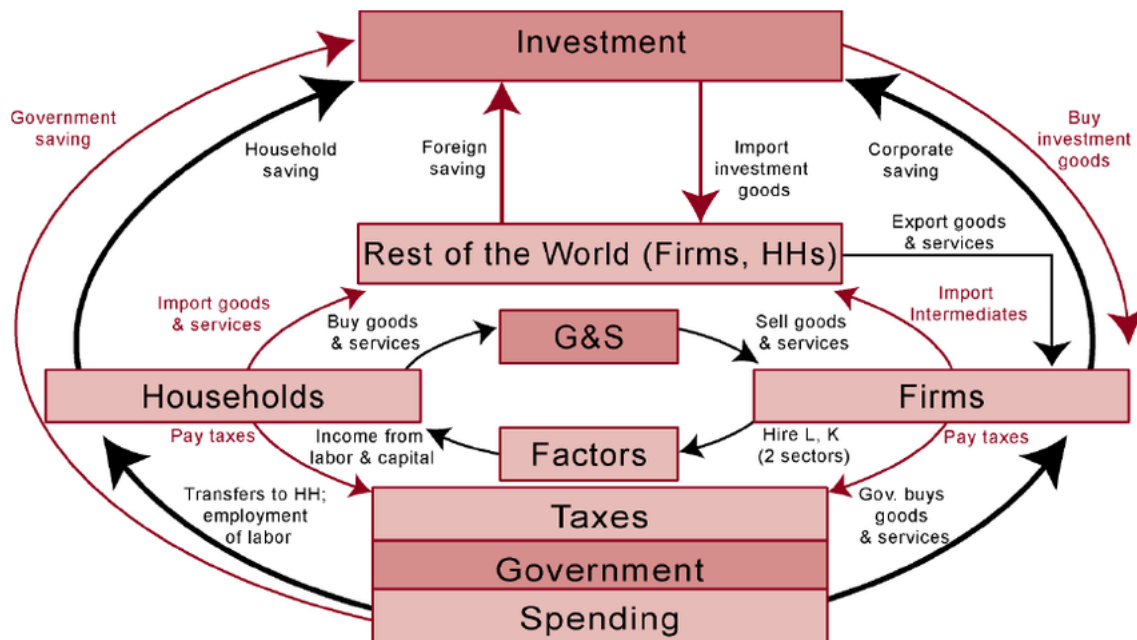 Investment
Government
saving
Household
saving
Foreign
saving
Import
investment
goods
Corporate
saving
Buy
investment
goods
Export goods
& services
Rest of the World (Firms, HHs)
Import goods
& services
Buy goods
& services
G&S
Sell goods
& services
Import
Intermediates
Households
Firms
Pay taxes
Income from
labor & capital
Factors
Hire L, K
(2 sectors)
Pay taxes
Transfers to HH;
employment
of labor
Taxes
Gov. buys
goods
& services
Government
Spending